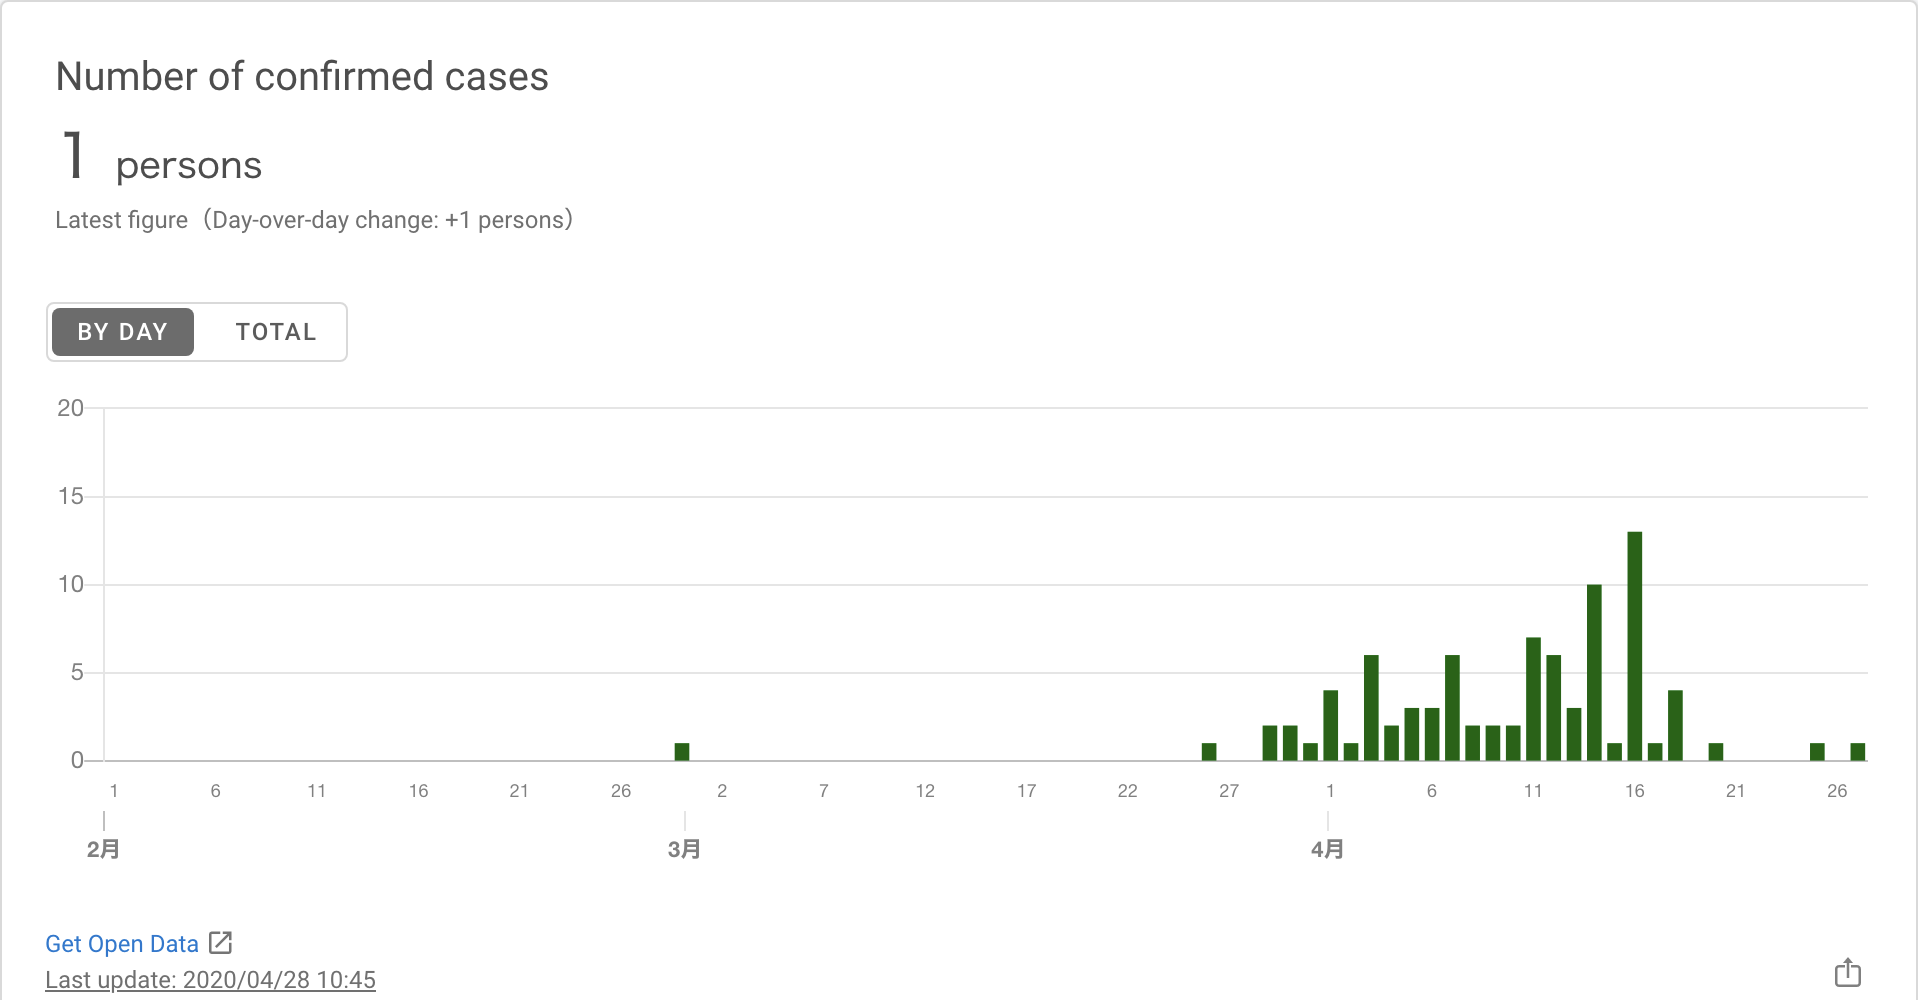 Number of confirmed cases
1 persons
Latest figure（Day-over-day change: +1 persons）
BY DAY TOTAL
20
15
10
5
0
1 6 11 16 21 26 2 7 12 17 22 27 1 6 11 16 21 26
2月 3月 4月
Get Open Data
Last update: 2020/04/28 10:45